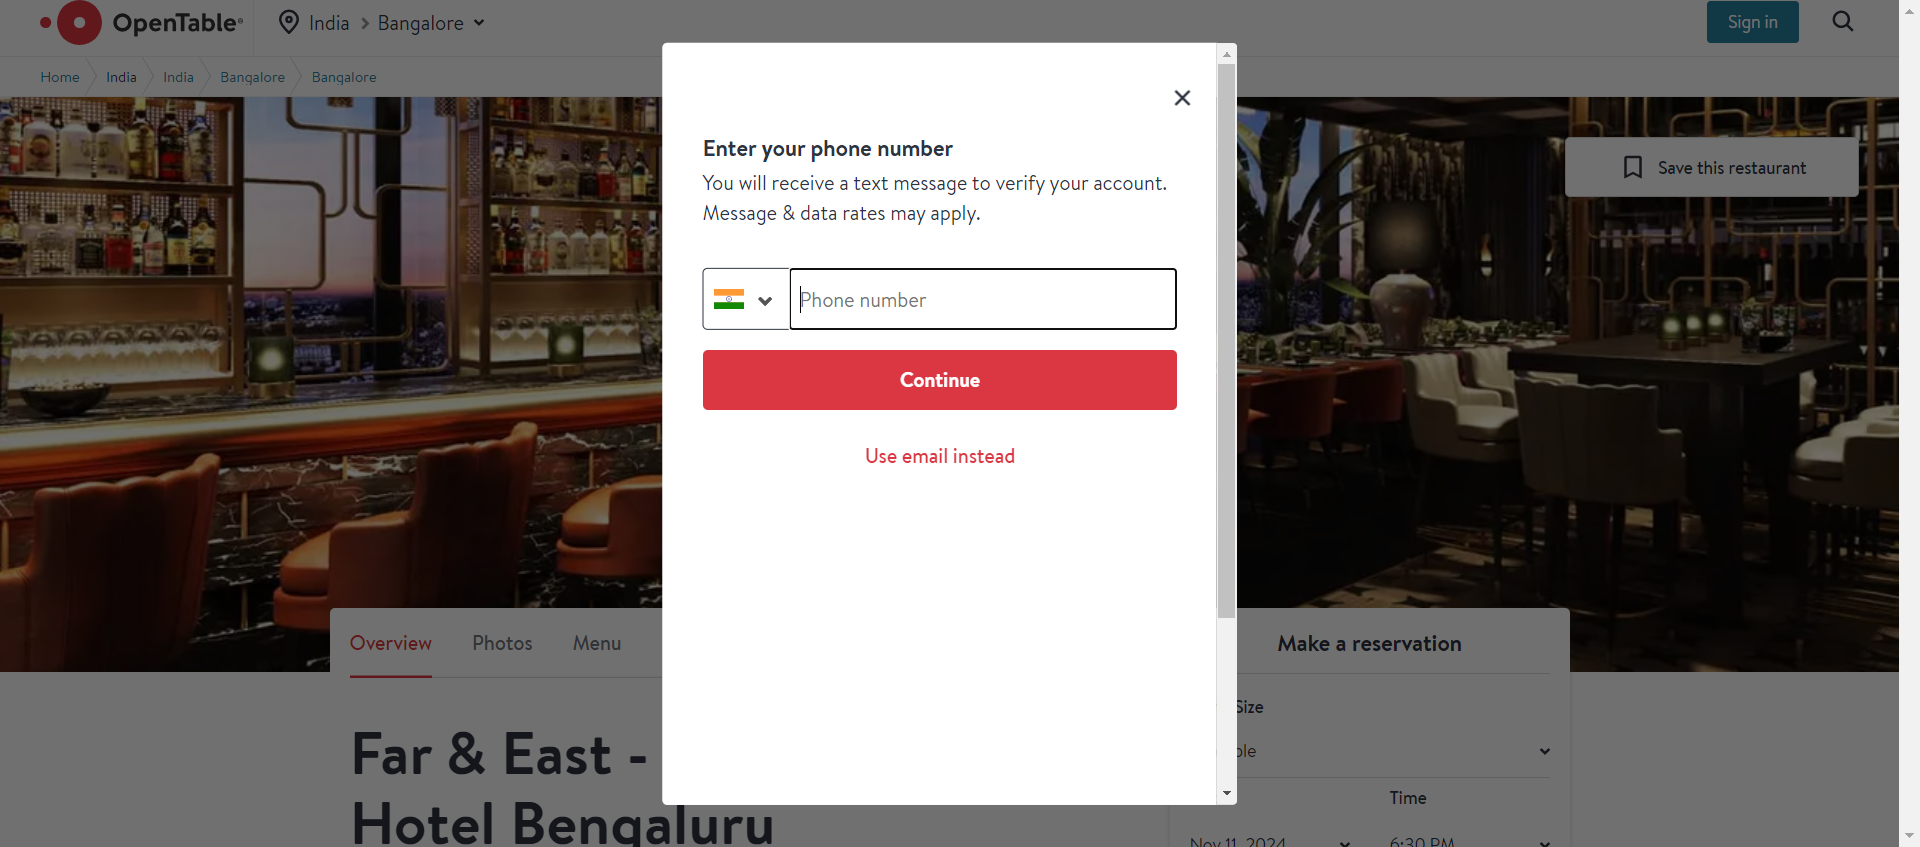 OpenTable®
India
Bangalore
Sign in
Home
India
India
Bangalore
Bangalore
Save this restaurant
Enter your phone number
You will receive a text message to verify your account.
Message & data rates may apply.
Phone number
Continue
Use email instead
Overview
Photos
Menu
Make a reservation
Size
Far & East -
Hotel Bengaluru
Time
Nov 11, 2024
6:30 PM